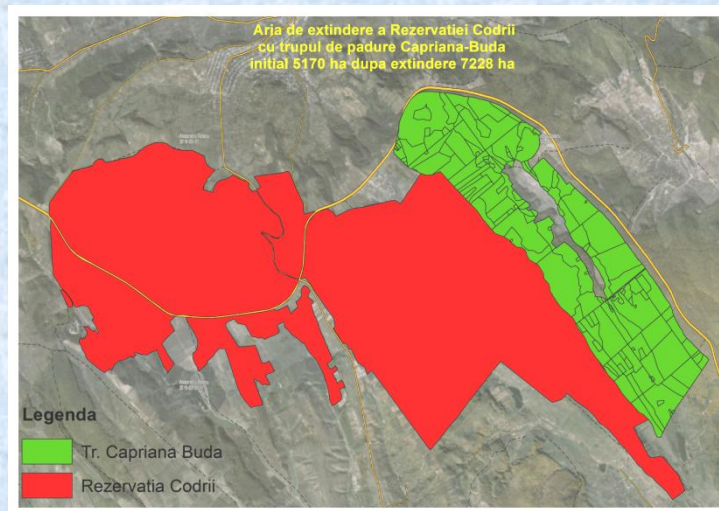 Aria de extindere a Rezervatiei Codrii
cu trupul de padure Capriana-Buda
initial 5170 ha dupa extindere 7228 ha
Legenda
Tr. Capriana Buda
Rezervatia Codrii